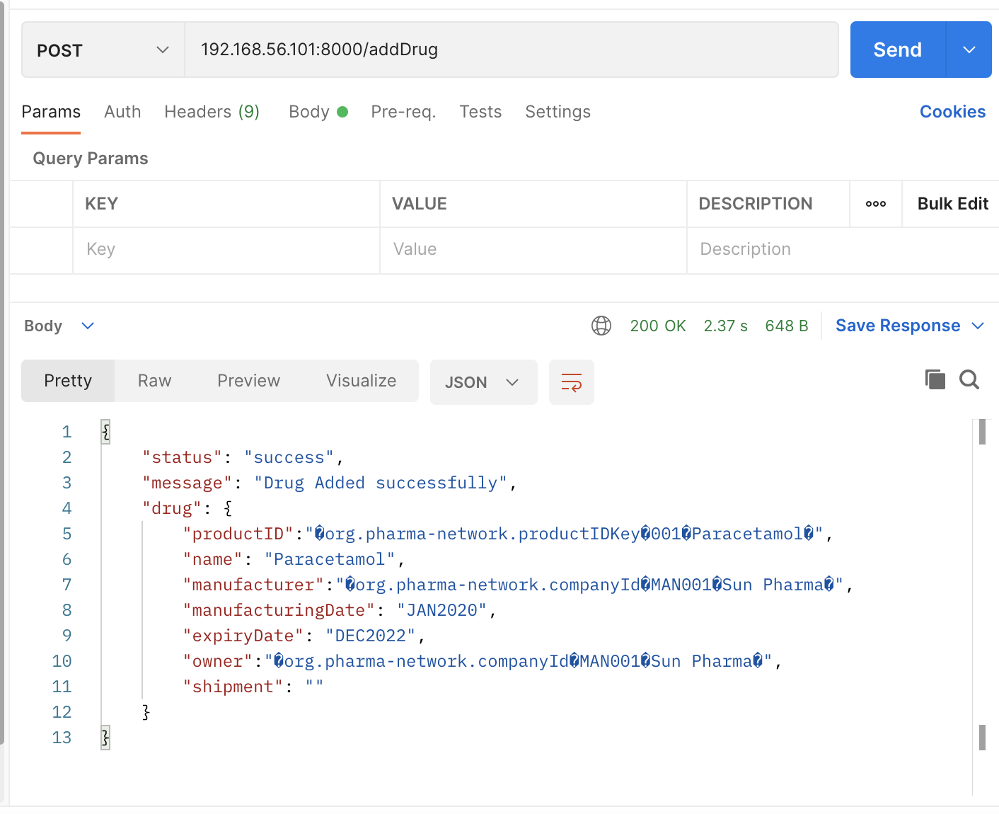 POST 192.168.56.101:8000/addDrug Send
Params Auth Headers (9) Body Pre-req. Tests Settings Cookies
Query Params
KEY VALUE DESCRIPTION ooo Bulk Edit
Key Value Description
Body 200 OK 2.37 s 648 B Save Response
Pretty Raw Preview Visualize JSON
1 {
2 "status": "success",
3 "message": "Drug Added successfully",
4 "drug": {
5 "productID":"�org.pharma-network.productIDKey�001�Paracetamol�",
6 "name": "Paracetamol",
7 "manufacturer":"�org.pharma-network.companyId�MAN001�Sun Pharma�",
8 "manufacturingDate": "JAN2020",
9 "expiryDate": "DEC2022",
10 "owner":"�org.pharma-network.companyId�MAN001�Sun Pharma�",
11 "shipment": ""
12 }
13 }